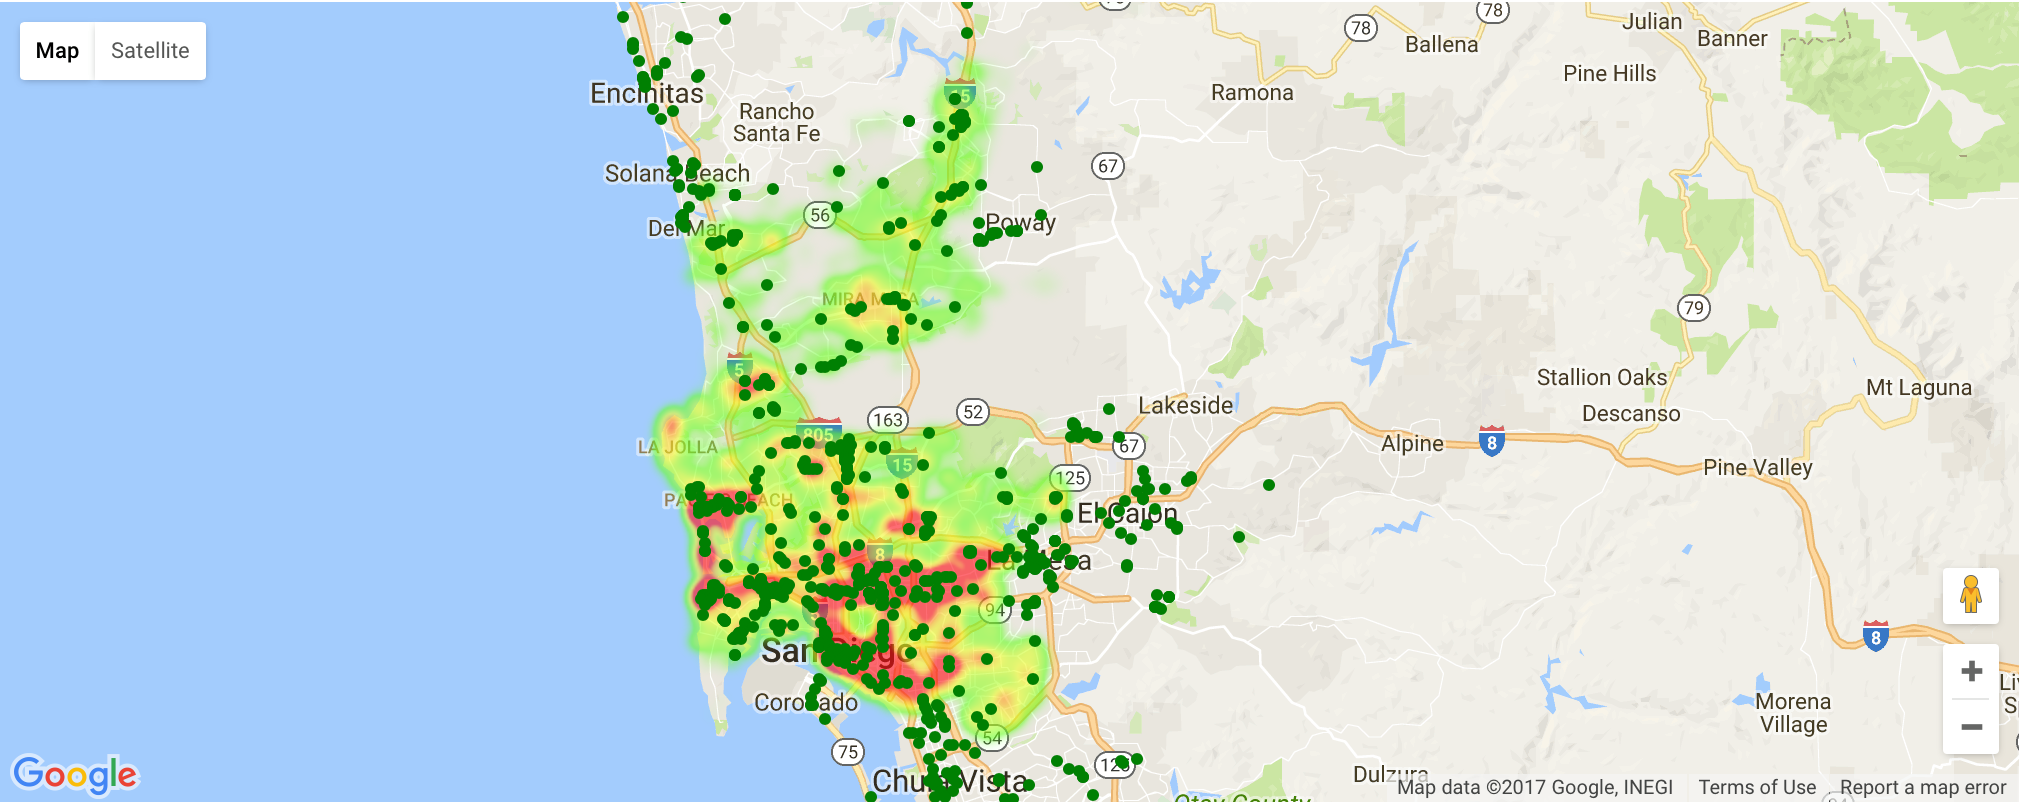 Map
Satellite
Encinitas
Rancho
Santa Fe
Solana Beach
Del Mar
56
15
78
78
Ramona
Ballena
Julian
Banner
Pine Hills
67
Poway
MIRA MESA
79
5
Stallion Oaks
Descanso
Mt Laguna
Lakeside
52
163
805
LA JOLLA
15
67
Alpine
8
Pine Valley
125
PACIFIC BEACH
El Cajon
8
La Mesa
94
San Diego
8
Coronado
75
54
Morena
Village
125
Chula Vista
Dulzura
Otay County
Google
Map data ©2017 Google, INEGI
Terms of Use
Report a map error